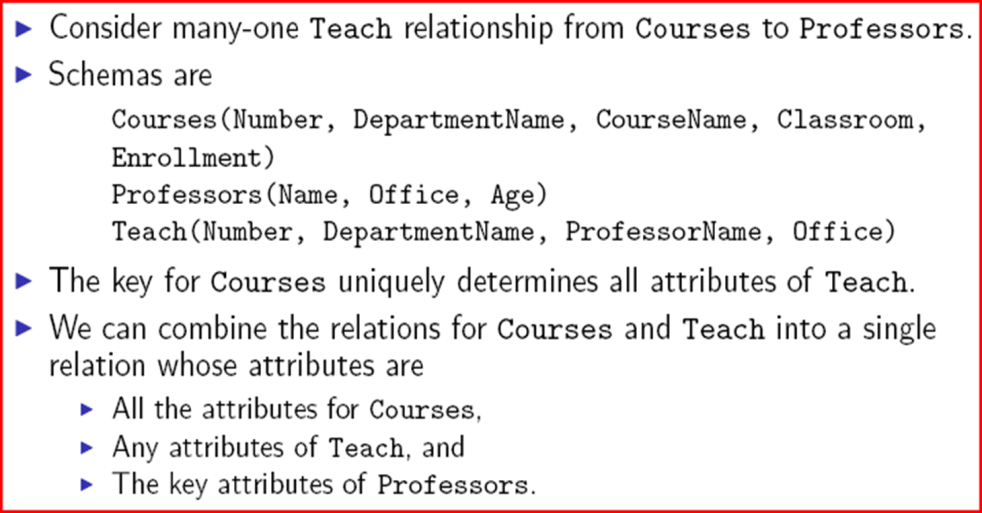 ▶ Consider many-one Teach relationship from Courses to Professors.
▶ Schemas are
Courses(Number, DepartmentName, CourseName, Classroom,
Enrollment)
Professors(Name, Office, Age)
Teach(Number, DepartmentName, ProfessorName, Office)
▶ The key for Courses uniquely determines all attributes of Teach.
▶ We can combine the relations for Courses and Teach into a single
relation whose attributes are
▶ All the attributes for Courses,
▶ Any attributes of Teach, and
▶ The key attributes of Professors.